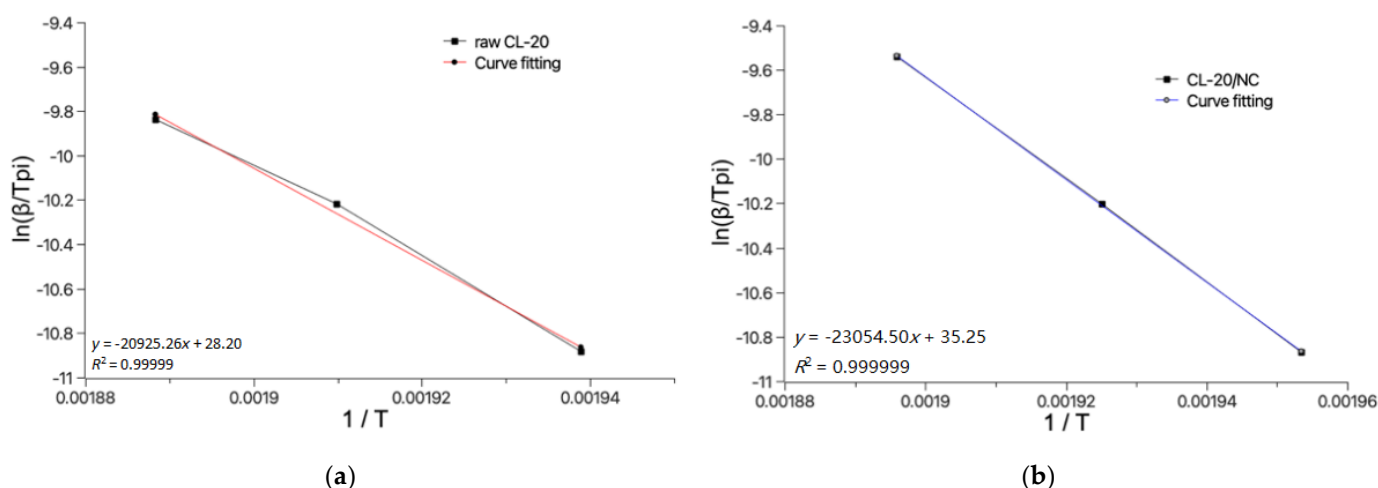 -9.4
-9.6
-9.8
-10
-10.2
-10.4
-10.6
-10.8
-11
ln(β/Tpi)
raw CL-20
Curve fitting
y = -20925.26x + 28.20
R² = 0.99999
0.00188 0.0019 0.00192 0.00194
1 / T
(a)
-9.4
-9.6
-9.8
-10
-10.2
-10.4
-10.6
-10.8
-11
ln(β/Tpi)
CL-20/NC
Curve fitting
y = -23054.50x + 35.25
R² = 0.999999
0.00188 0.0019 0.00192 0.00194 0.00196
1 / T
(b)